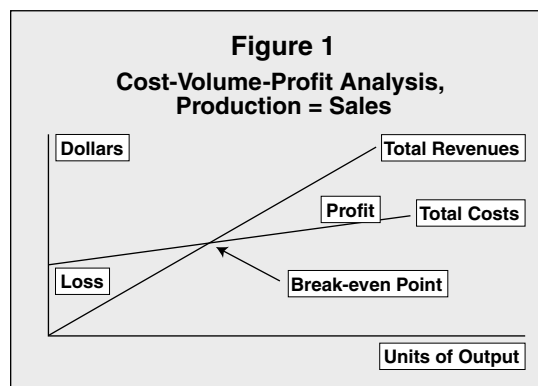 Figure 1
Cost-Volume-Profit Analysis,
Production = Sales
Dollars
Total Revenues
Profit
Total Costs
Loss
Break-even Point
Units of Output